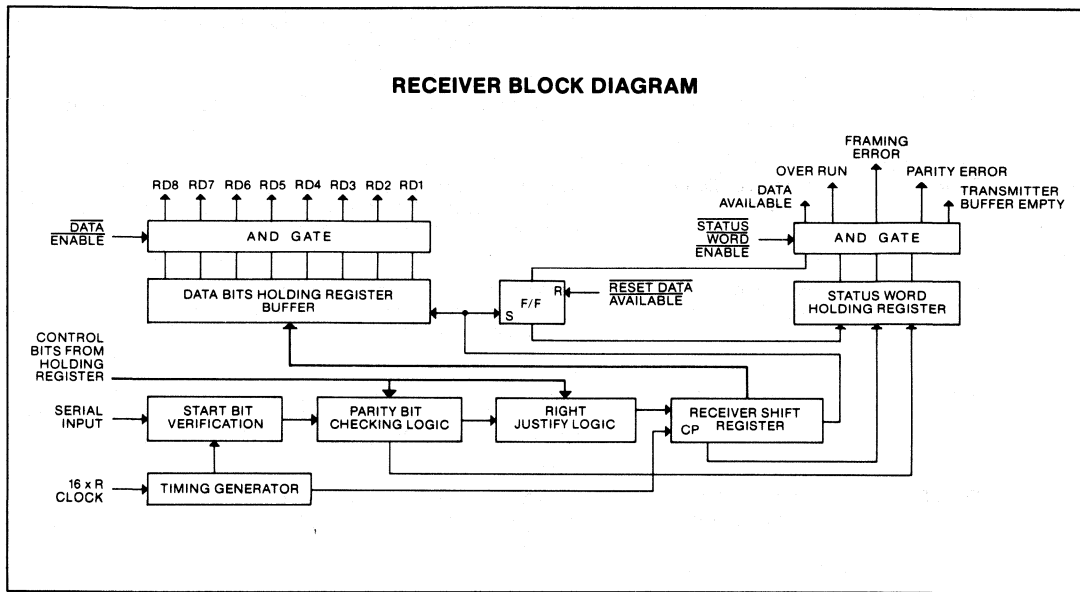 RECEIVER BLOCK DIAGRAM
FRAMING
ERROR
OVER RUN
PARITY ERROR
DATA
AVAILABLE
TRANSMITTER
BUFFER EMPTY
RD8 RD7 RD6 RD5 RD4 RD3 RD2 RD1
DATA
ENABLE
AND GATE
STATUS
WORD
ENABLE
AND GATE
DATA BITS HOLDING REGISTER
BUFFER
F/F
R
S
RESET DATA
AVAILABLE
STATUS WORD
HOLDING REGISTER
CONTROL
BITS FROM
HOLDING
REGISTER
SERIAL
INPUT
START BIT
VERIFICATION
PARITY BIT
CHECKING LOGIC
RIGHT
JUSTIFY LOGIC
RECEIVER SHIFT
REGISTER
CP
16 x R
CLOCK
TIMING GENERATOR